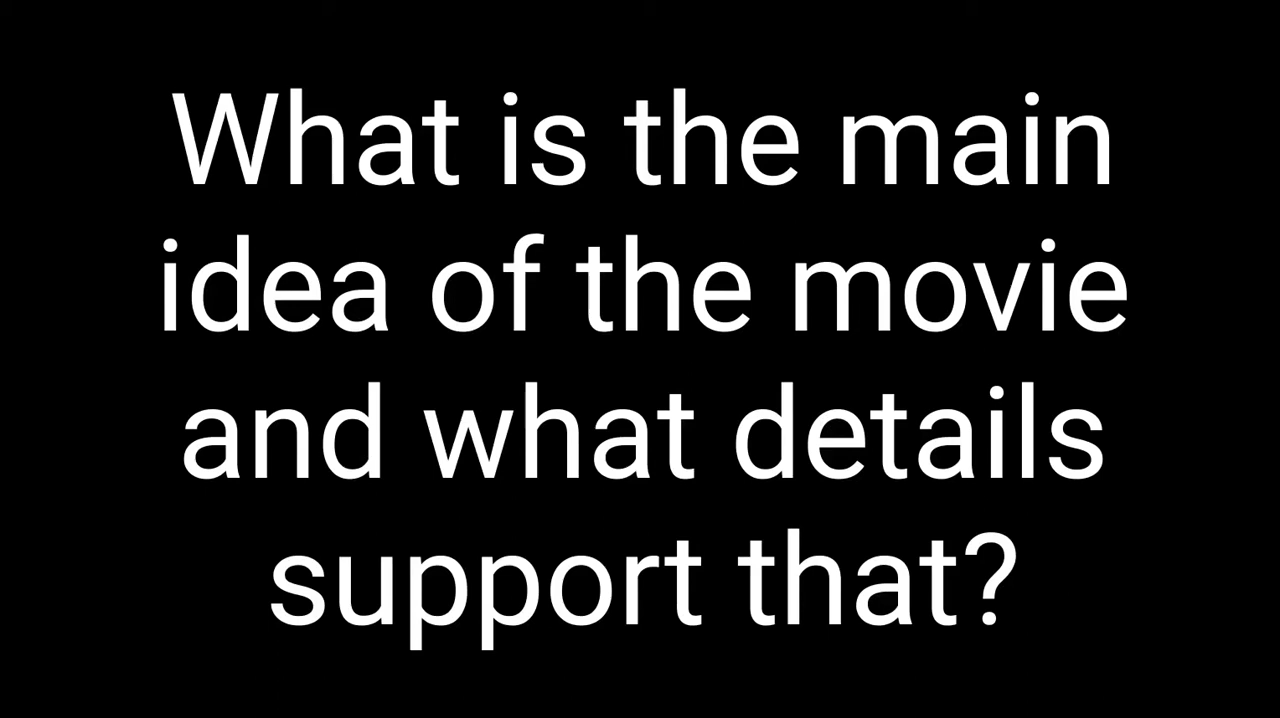 What is the main
idea of the movie
and what details
support that?